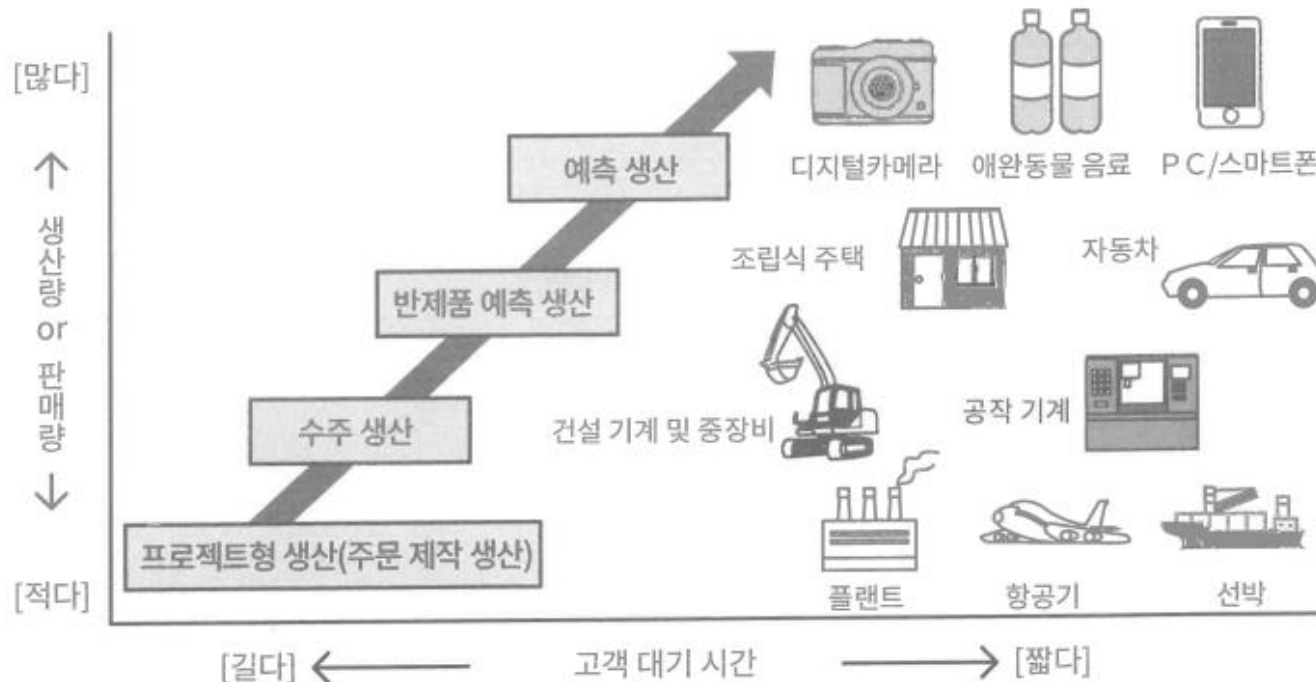 [많다]
예측 생산
디지털카메라
애완동물 음료
PC/스마트폰
조립식 주택
자동차
반제품 예측 생산
생산량 or 판매량
수주 생산
건설 기계 및 중장비
공작 기계
프로젝트형 생산(주문 제작 생산)
[적다]
플랜트
항공기
선박
[길다]
고객 대기 시간
[짧다]